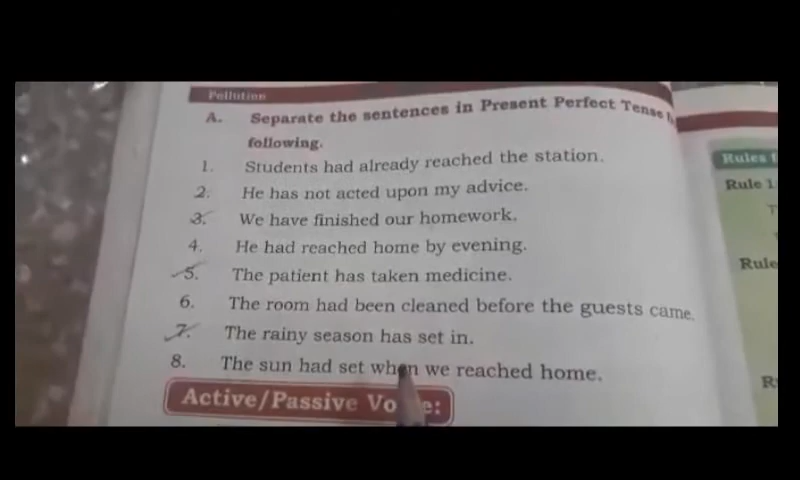 Pollution
A. Separate the sentences in Present Perfect Tense
following.
1. Students had already reached the station.
2. He has not acted upon my advice.
3. We have finished our homework.
4. He had reached home by evening.
5. The patient has taken medicine.
6. The room had been cleaned before the guests came.
7. The rainy season has set in.
8. The sun had set when we reached home.
Active/Passive Vo e:
Rules
Rule 1
Rule